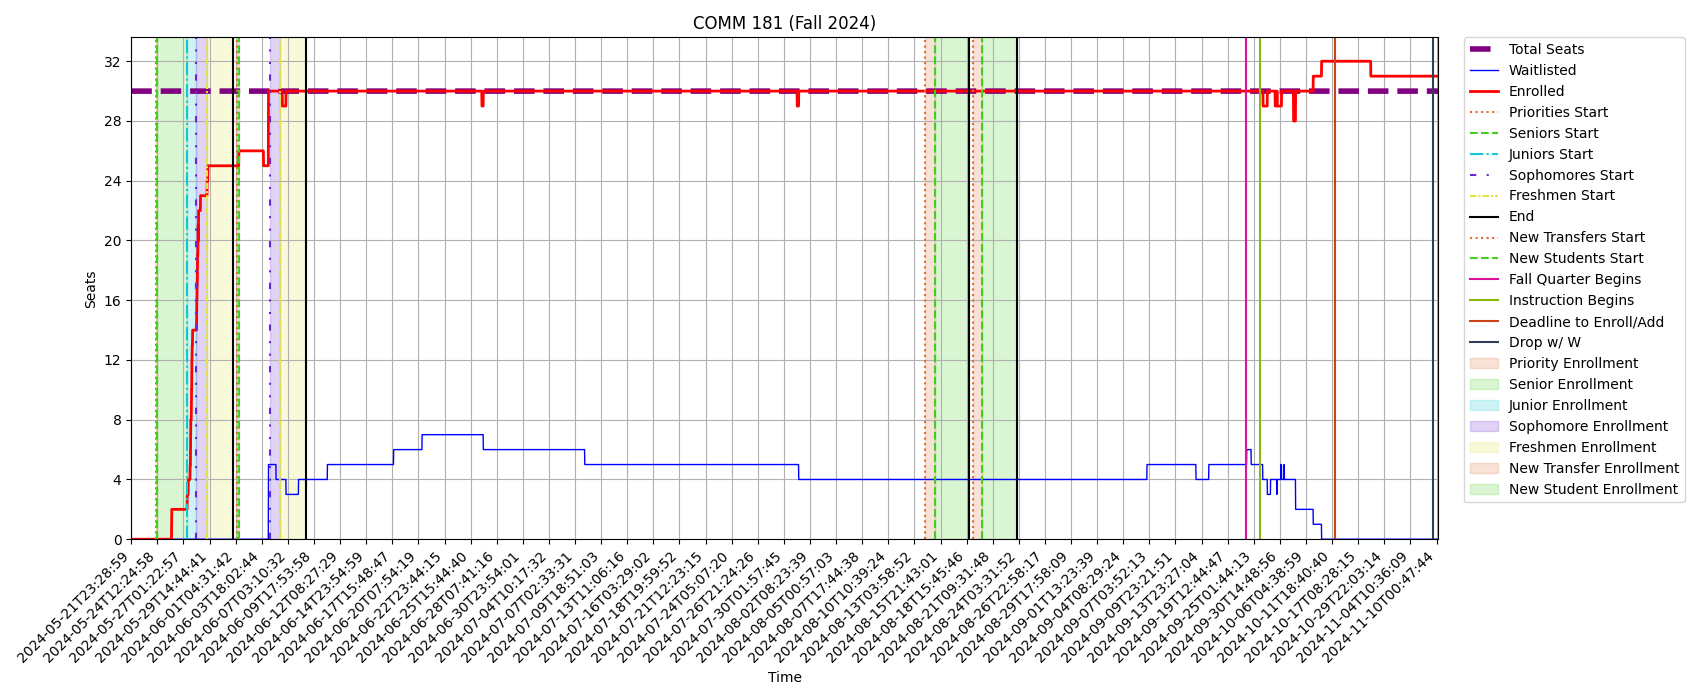 COMM 181 (Fall 2024)
Seats
32
28
24
20
16
12
8
4
0
2024-05-21T23:28:59
2024-05-24T12:24:58
2024-05-27T01:22:57
2024-05-29T14:44:41
2024-06-01T04:31:42
2024-06-03T18:02:44
2024-06-07T03:10:32
2024-06-09T17:53:58
2024-06-12T08:27:29
2024-06-14T23:54:59
2024-06-17T15:48:47
2024-06-20T07:54:19
2024-06-22T23:44:15
2024-06-25T15:44:40
2024-06-28T07:41:16
2024-06-30T23:54:01
2024-07-04T10:17:32
2024-07-07T02:33:31
2024-07-09T18:51:03
2024-07-13T11:06:16
2024-07-16T03:29:02
2024-07-18T19:59:52
2024-07-21T12:23:15
2024-07-24T05:07:20
2024-07-26T21:24:26
2024-07-30T01:57:45
2024-08-02T08:23:39
2024-08-05T00:57:03
2024-08-07T17:44:38
2024-08-10T10:39:24
2024-08-13T03:58:52
2024-08-15T21:43:01
2024-08-18T15:45:46
2024-08-21T09:31:48
2024-08-24T03:31:52
2024-08-26T22:58:17
2024-08-29T17:58:09
2024-09-01T13:23:39
2024-09-04T08:29:24
2024-09-07T03:52:13
2024-09-09T23:21:51
2024-09-13T23:27:04
2024-09-19T12:44:47
2024-09-25T01:44:13
2024-09-30T14:48:56
2024-10-06T04:38:59
2024-10-11T18:40:40
2024-10-17T08:28:15
2024-10-29T22:03:14
2024-11-04T10:36:09
2024-11-10T00:47:44
Time
Total Seats
Waitlisted
Enrolled
Priorities Start
Seniors Start
Juniors Start
Sophomores Start
Freshmen Start
End
New Transfers Start
New Students Start
Fall Quarter Begins
Instruction Begins
Deadline to Enroll/Add
Drop w/ W
Priority Enrollment
Senior Enrollment
Junior Enrollment
Sophomore Enrollment
Freshmen Enrollment
New Transfer Enrollment
New Student Enrollment